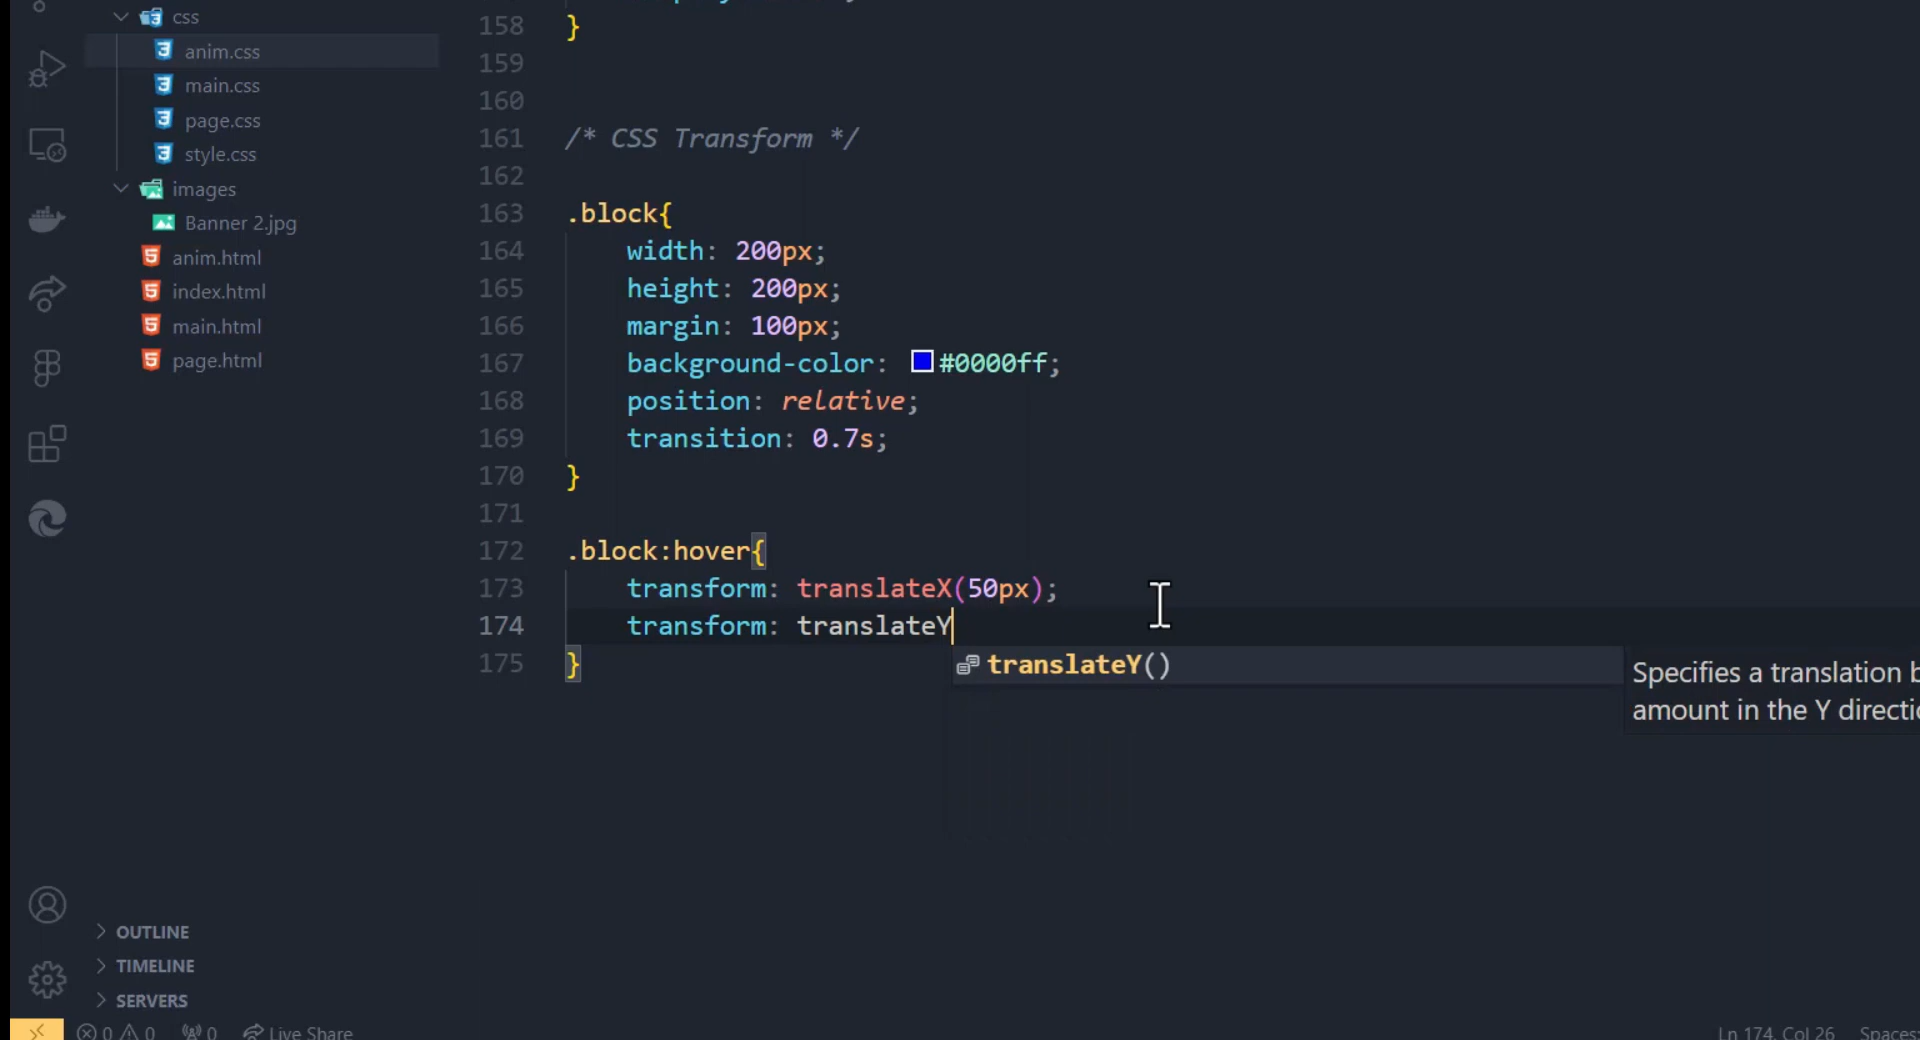 css
anim.css
main.css
page.css
style.css
images
Banner 2.jpg
anim.html
index.html
main.html
page.html
OUTLINE
TIMELINE
SERVERS
0 0 0 Live Share
158 }
159
160
161 /* CSS Transform */
162
163 .block{
164 width: 200px;
165 height: 200px;
166 margin: 100px;
167 background-color: #0000ff;
168 position: relative;
169 transition: 0.7s;
170 }
171
172 .block:hover{
173 transform: translateX(50px);
174 transform: translateY
175 }
translateY()
Specifies a translation b
amount in the Y directi
Ln 174, Col 26 Spaces: